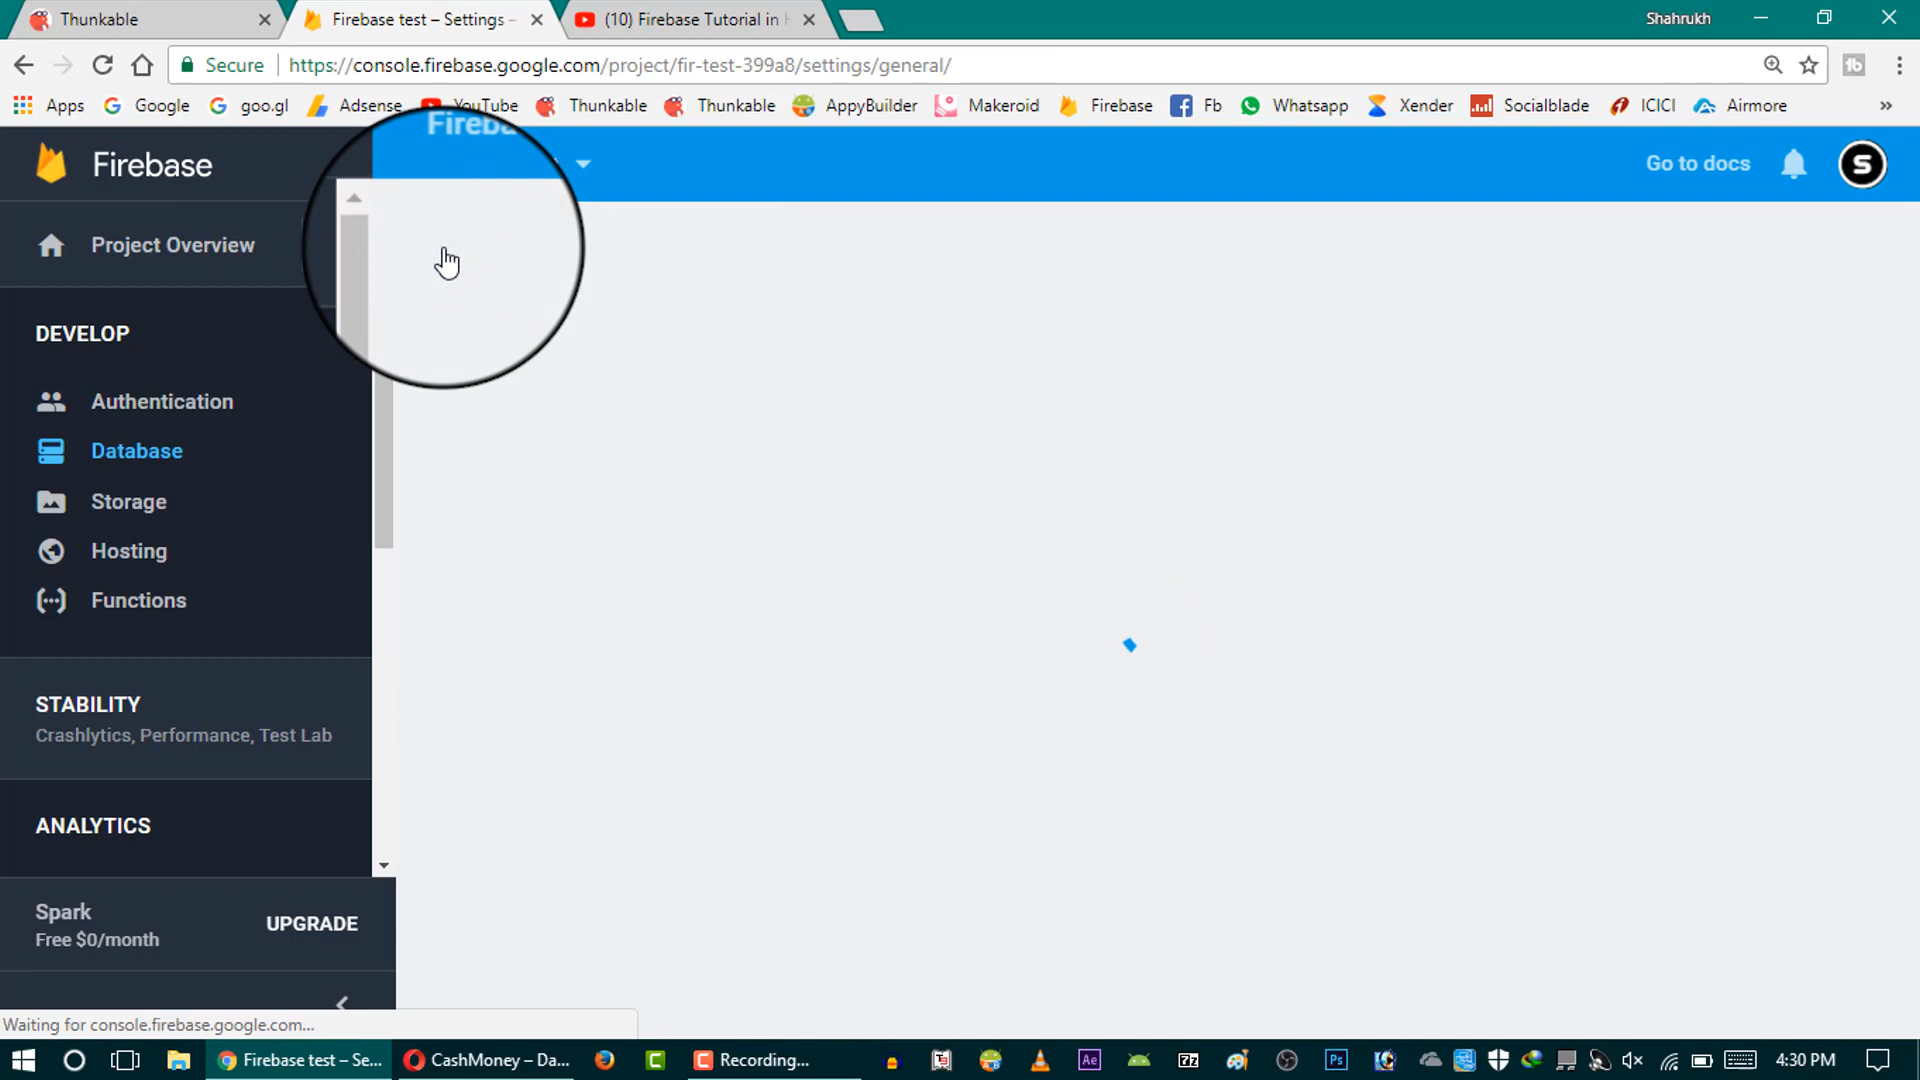 Thunkable
Firebase test – Settings –
(10) Firebase Tutorial in
Shahrukh
Secure
https://console.firebase.google.com/project/fir-test-399a8/settings/general/
Apps
Google
goo.gl
Adsense
YouTube
Thunkable
Thunkable
AppyBuilder
Makeroid
Firebase
Fb
Whatsapp
Xender
Socialblade
ICICI
Airmore
Fireba
Firebase
Go to docs
S
Project Overview
DEVELOP
Authentication
Database
Storage
Hosting
Functions
STABILITY
Crashlytics, Performance, Test Lab
ANALYTICS
Spark
Free $0/month
UPGRADE
Waiting for console.firebase.google.com...
Firebase test – Se...
CashMoney – Da...
Recording...
Ae
7z
Ps
4:30 PM